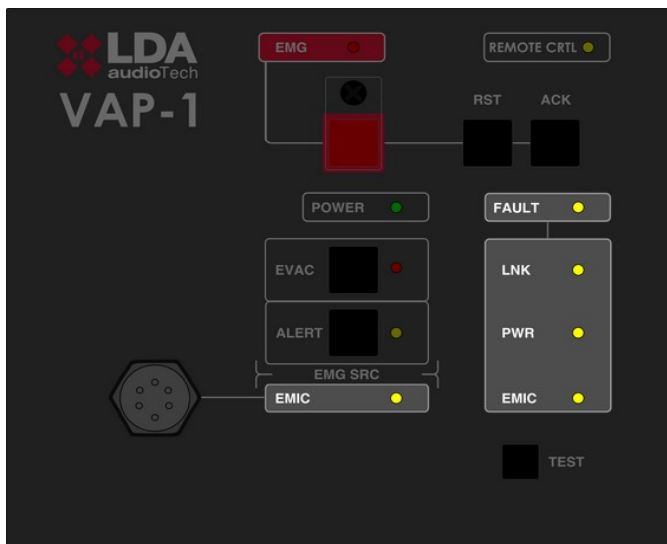 LDA
audioTech
VAP-1
EMG
REMOTE CRTL
RST ACK
POWER
FAULT
EVAC
LNK
ALERT
PWR
EMG SRC
EMIC
EMIC
TEST